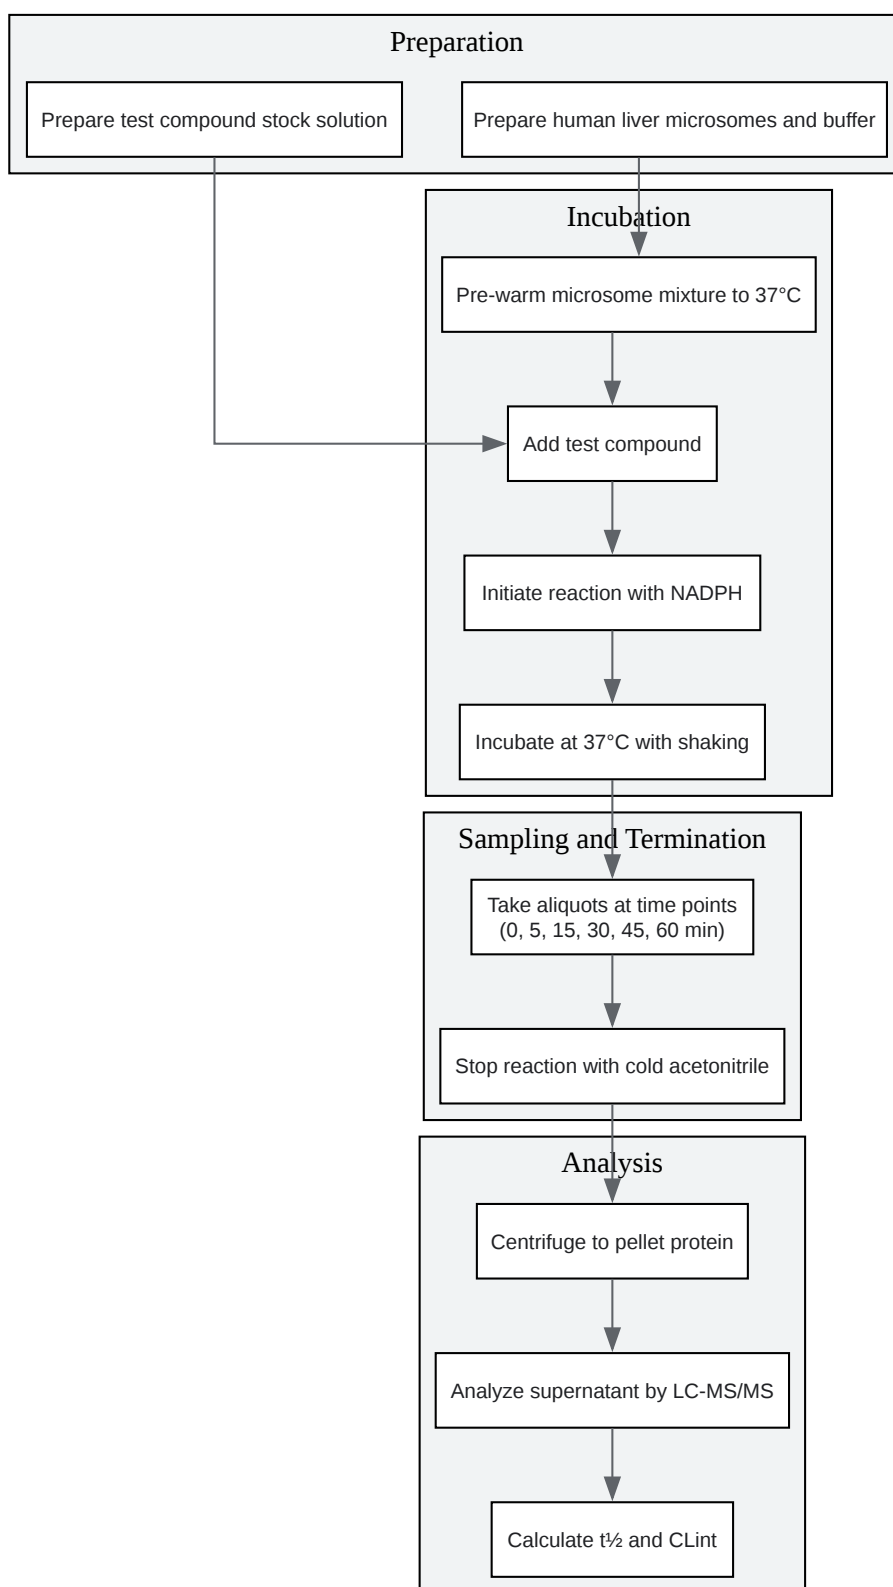 Preparation
Prepare test compound stock solution
Prepare human liver microsomes and buffer
Incubation
Pre-warm microsome mixture to 37°C
Add test compound
Initiate reaction with NADPH
Incubate at 37°C with shaking
Sampling and Termination
Take aliquots at time points
(0, 5, 15, 30, 45, 60 min)
Stop reaction with cold acetonitrile
Analysis
Centrifuge to pellet protein
Analyze supernatant by LC-MS/MS
Calculate t½ and CLint